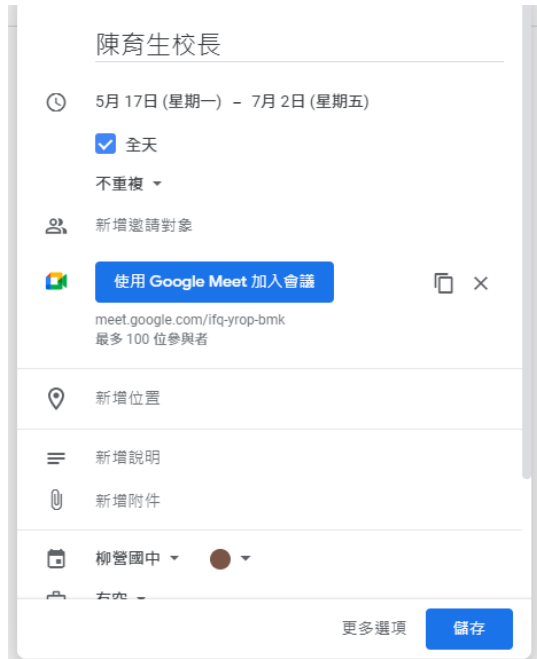 陳育生校長
5月 17日 (星期一) – 7月 2日 (星期五)
全天
不重複
新增邀請對象
使用 Google Meet 加入會議
meet.google.com/ifq-yrop-bmk
最多 100 位參與者
新增位置
新增說明
新增附件
柳營國中
有空
更多選項
儲存